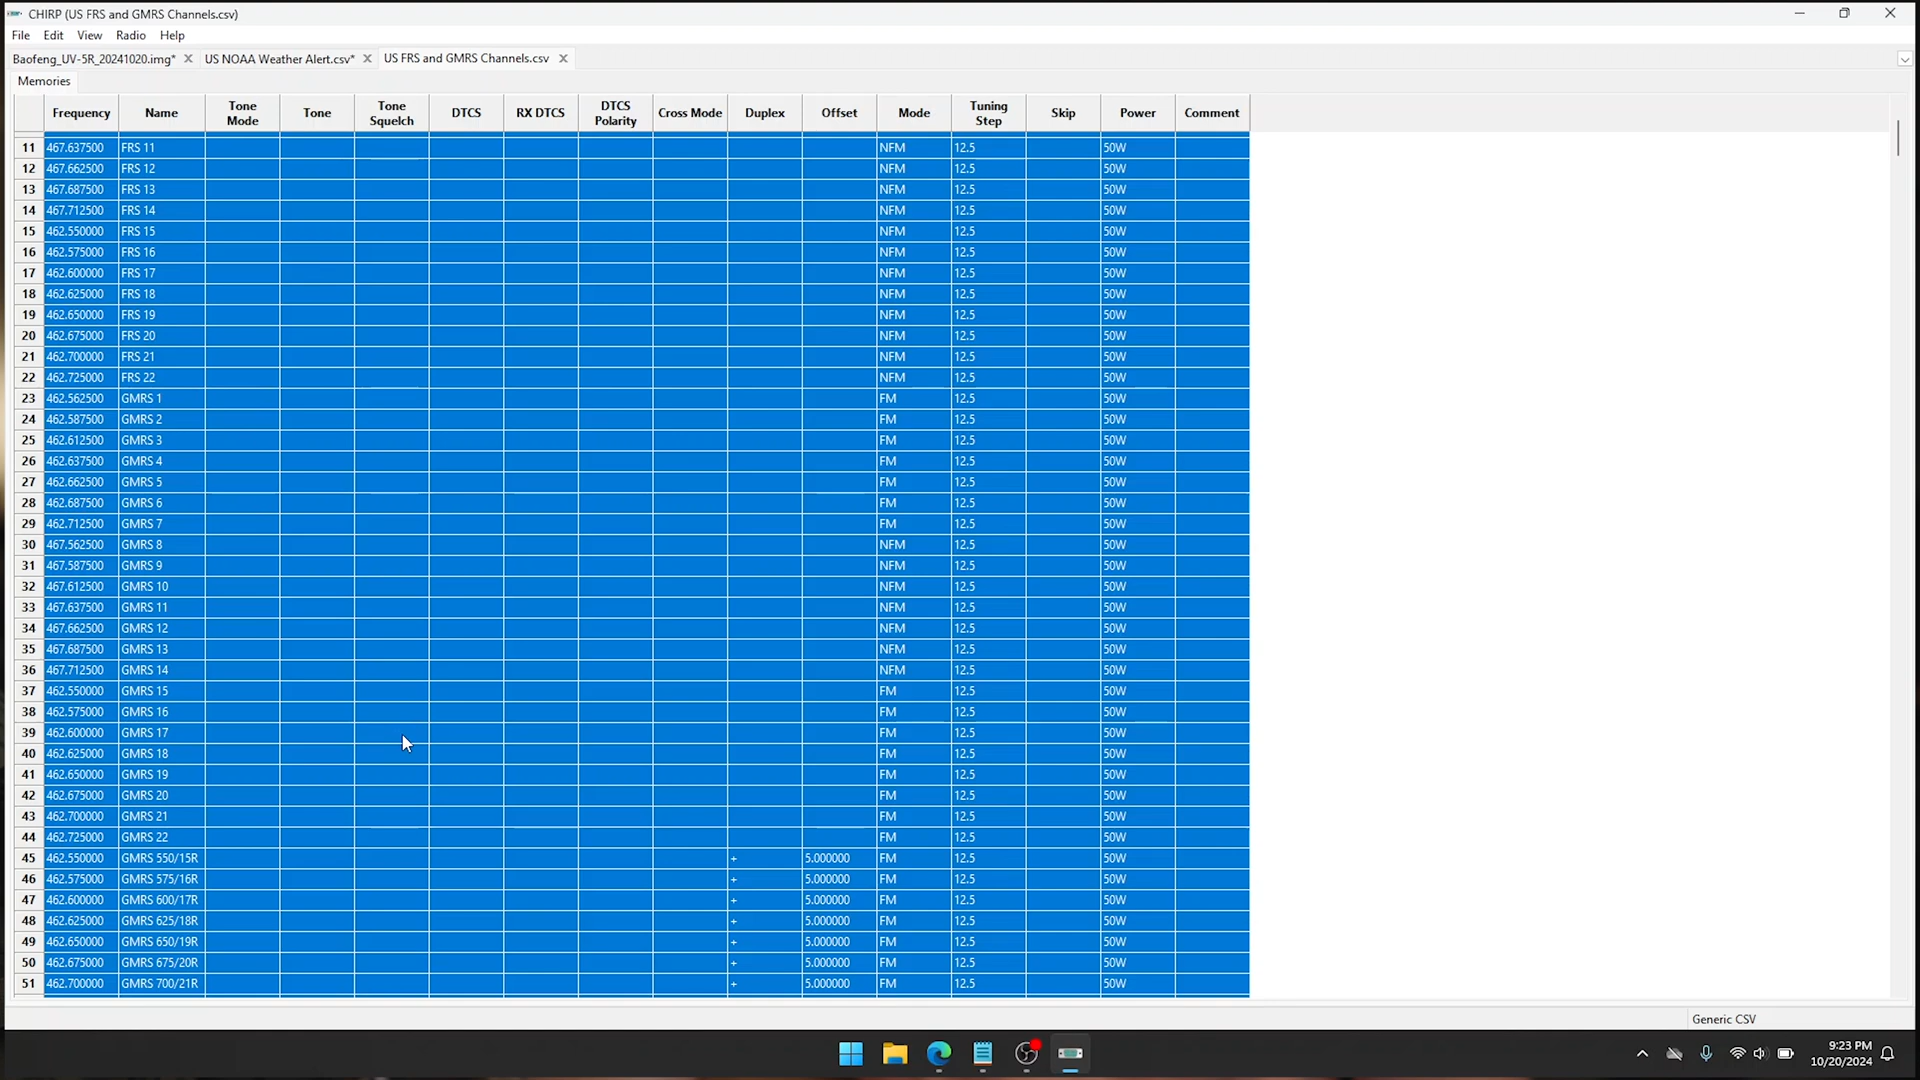 CHIRP (US FRS and GMRS Channels.csv)
File Edit View Radio Help
Baofeng_UV-5R_20241020.img* US NOAA Weather Alert.csv* US FRS and GMRS Channels.csv
Memories
Frequency Name Tone Mode Tone Tone Squelch DTCS RX DTCS DTCS Polarity Cross Mode Duplex Offset Mode Tuning Step Skip Power Comment
11 467.637500 FRS 11 NFM 12.5 50W
12 467.662500 FRS 12 NFM 12.5 50W
13 467.687500 FRS 13 NFM 12.5 50W
14 467.712500 FRS 14 NFM 12.5 50W
15 462.550000 FRS 15 NFM 12.5 50W
16 462.575000 FRS 16 NFM 12.5 50W
17 462.600000 FRS 17 NFM 12.5 50W
18 462.625000 FRS 18 NFM 12.5 50W
19 462.650000 FRS 19 NFM 12.5 50W
20 462.675000 FRS 20 NFM 12.5 50W
21 462.700000 FRS 21 NFM 12.5 50W
22 462.725000 FRS 22 NFM 12.5 50W
23 462.562500 GMRS 1 FM 12.5 50W
24 462.587500 GMRS 2 FM 12.5 50W
25 462.612500 GMRS 3 FM 12.5 50W
26 462.637500 GMRS 4 FM 12.5 50W
27 462.662500 GMRS 5 FM 12.5 50W
28 462.687500 GMRS 6 FM 12.5 50W
29 462.712500 GMRS 7 FM 12.5 50W
30 467.562500 GMRS 8 NFM 12.5 50W
31 467.587500 GMRS 9 NFM 12.5 50W
32 467.612500 GMRS 10 NFM 12.5 50W
33 467.637500 GMRS 11 NFM 12.5 50W
34 467.662500 GMRS 12 NFM 12.5 50W
35 467.687500 GMRS 13 NFM 12.5 50W
36 467.712500 GMRS 14 NFM 12.5 50W
37 462.550000 GMRS 15 FM 12.5 50W
38 462.575000 GMRS 16 FM 12.5 50W
39 462.600000 GMRS 17 FM 12.5 50W
40 462.625000 GMRS 18 FM 12.5 50W
41 462.650000 GMRS 19 FM 12.5 50W
42 462.675000 GMRS 20 FM 12.5 50W
43 462.700000 GMRS 21 FM 12.5 50W
44 462.725000 GMRS 22 FM 12.5 50W
45 462.550000 GMRS 550/15R + 5.000000 FM 12.5 50W
46 462.575000 GMRS 575/16R + 5.000000 FM 12.5 50W
47 462.600000 GMRS 600/17R + 5.000000 FM 12.5 50W
48 462.625000 GMRS 625/18R + 5.000000 FM 12.5 50W
49 462.650000 GMRS 650/19R + 5.000000 FM 12.5 50W
50 462.675000 GMRS 675/20R + 5.000000 FM 12.5 50W
51 462.700000 GMRS 700/21R + 5.000000 FM 12.5 50W
Generic CSV
9:23 PM
10/20/2024